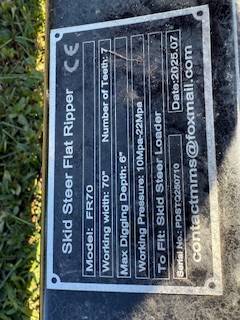 CE
Skid Steer Flat Ripper
Model: FR70
Working width: 70" Number of Teeth: 7
Max Digging Depth: 6"
Working Pressure: 10Mpa-22Mpa
To Fit: Skid Steer Loader
Serial No.: PDSTQ250710 Date:2025.07
contactmms@foxmail.com